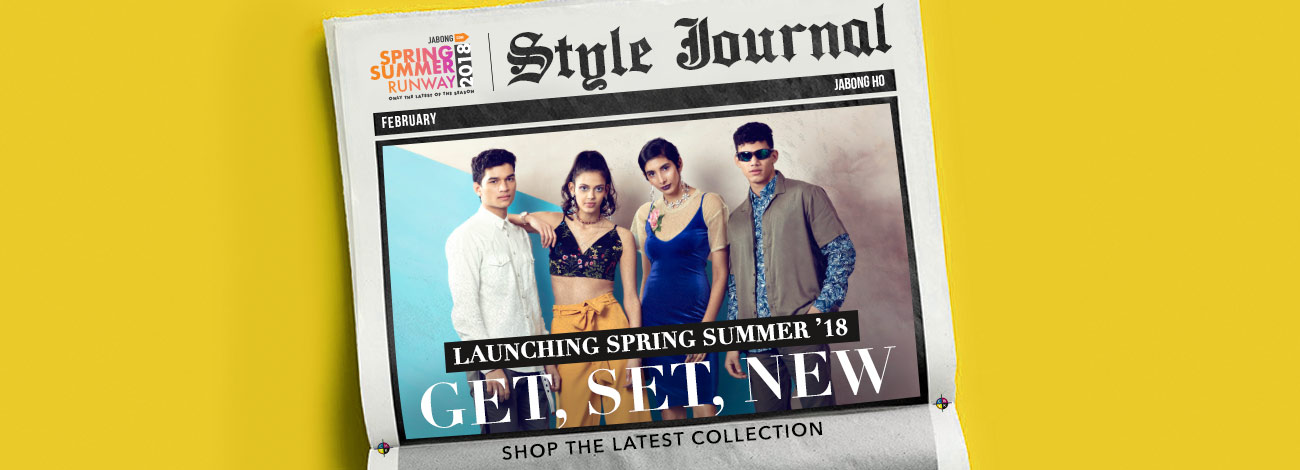 JABONG
SPRING
SUMMER
RUNWAY
2018
ONLY THE LATEST OF THE SEASON
Style Journal
FEBRUARY
JABONG HO
LAUNCHING SPRING SUMMER ’18
GET, SET, NEW
SHOP THE LATEST COLLECTION